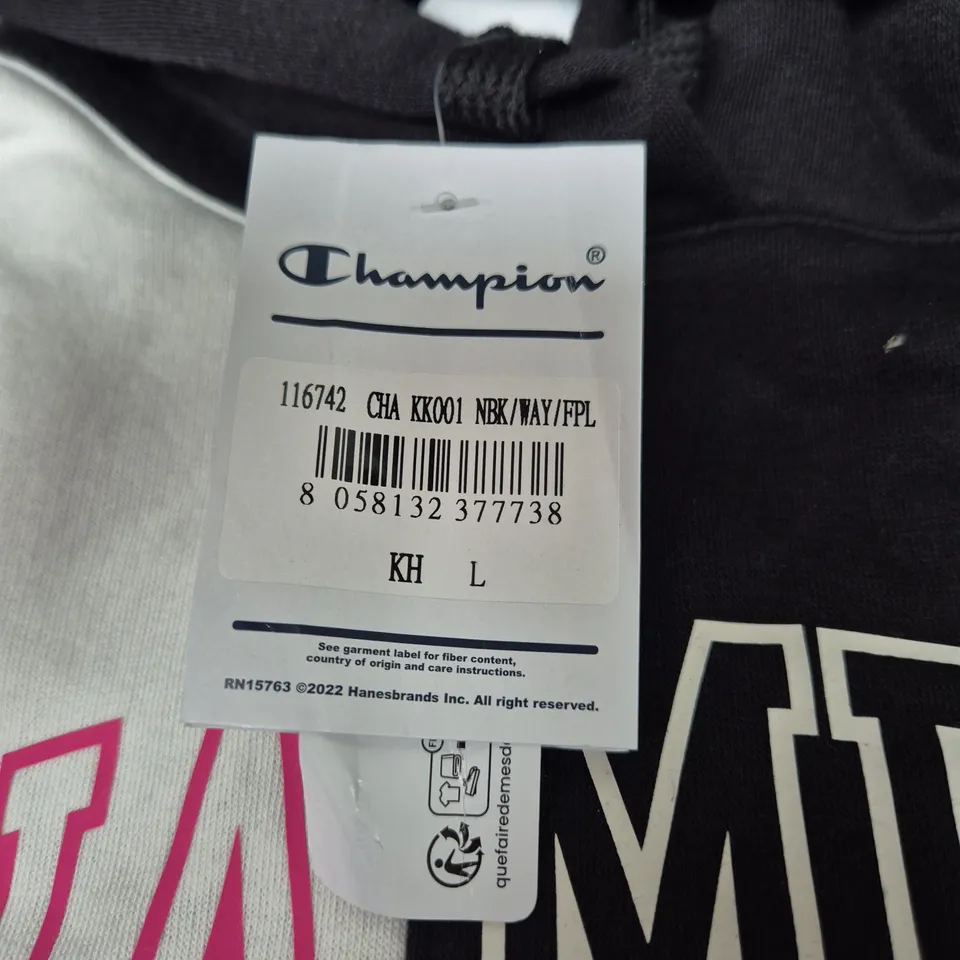 Champion®
116742 CHA KK001 NBK/WAY/FPL
8 058132 377738
KH L
See garment label for fiber content,
country of origin and care instructions.
RN15763 ©2022 Hanesbrands Inc. All right reserved.
quefairedemesd
AM